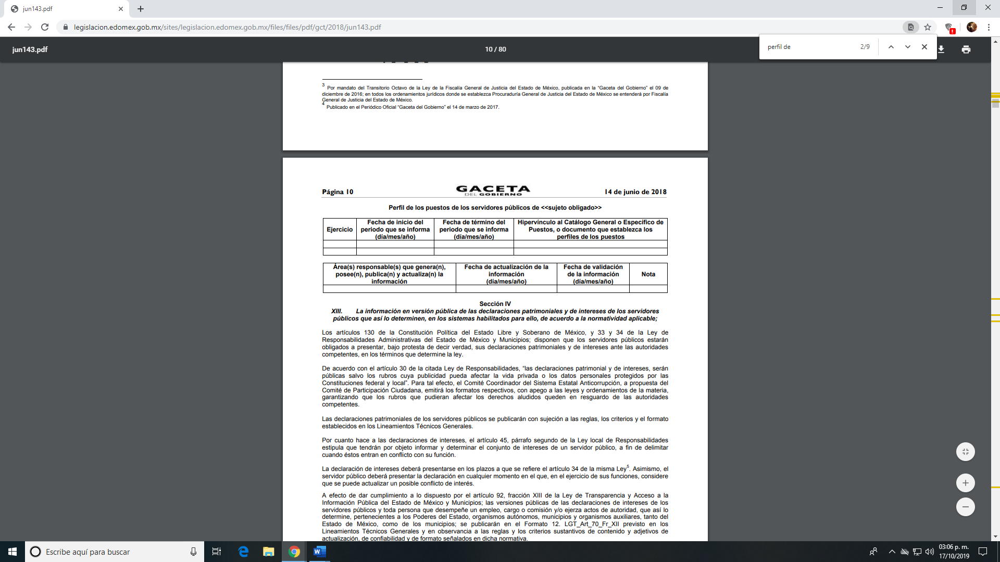 jun143.pdf
legislacion.edomex.gob.mx/sites/legislacion.edomex.gob.mx/files/files/pdf/gct/2018/jun143.pdf
jun143.pdf
10 / 80
perfil de
2/9
3 Por mandato del Transitorio Octavo de la Ley de la Fiscalía General de Justicia del Estado de México, publicada en la "Gaceta del Gobierno" el 09 de
diciembre de 2016; en todos los ordenamientos jurídicos donde se establezca Procuraduría General de Justicia del Estado de México se entenderá por Fiscalía
General de Justicia del Estado de México.
4 Publicado en el Periódico Oficial "Gaceta del Gobierno" el 14 de marzo de 2017.
Página 10
GACETA
DEL GOBIERNO
14 de junio de 2018
Perfil de los puestos de los servidores públicos de <<sujeto obligado>>
Ejercicio
Fecha de inicio del
periodo que se informa
(día/mes/año)
Fecha de término del
periodo que se informa
(día/mes/año)
Hipervínculo al Catálogo General o Específico de
Puestos, o documento que establezca los
perfiles de los puestos
Área(s) responsable(s) que genera(n),
posee(n), publica(n) y actualiza(n) la
información
Fecha de actualización de la
información
(día/mes/año)
Fecha de validación
de la información
(día/mes/año)
Nota
Sección IV
XIII. La información en versión pública de las declaraciones patrimoniales y de intereses de los servidores
públicos que así lo determinen, en los sistemas habilitados para ello, de acuerdo a la normatividad aplicable;
Los artículos 130 de la Constitución Política del Estado Libre y Soberano de México, y 33 y 34 de la Ley de
Responsabilidades Administrativas del Estado de México y Municipios; disponen que los servidores públicos estarán
obligados a presentar, bajo protesta de decir verdad, sus declaraciones patrimoniales y de intereses ante las autoridades
competentes, en los términos que determine la ley.
De acuerdo con el artículo 30 de la citada Ley de Responsabilidades, "las declaraciones patrimonial y de intereses, serán
públicas salvo los rubros cuya publicidad pueda afectar la vida privada o los datos personales protegidos por las
Constituciones federal y local". Para tal efecto, el Comité Coordinador del Sistema Estatal Anticorrupción, a propuesta del
Comité de Participación Ciudadana, emitirá los formatos respectivos, con apego a las leyes y ordenamientos de la materia,
garantizando que los rubros que pudieran afectar los derechos aludidos queden en resguardo de las autoridades
competentes.
Las declaraciones patrimoniales de los servidores públicos se publicarán con sujeción a las reglas, los criterios y el formato
establecidos en los Lineamientos Técnicos Generales.
Por cuanto hace a las declaraciones de intereses, el artículo 45, párrafo segundo de la Ley local de Responsabilidades
estipula que tendrán por objeto informar y determinar el conjunto de intereses de un servidor público, a fin de delimitar
cuando éstos entran en conflicto con su función.
La declaración de intereses deberá presentarse en los plazos a que se refiere el artículo 34 de la misma Ley5. Asimismo, el
servidor público deberá presentar la declaración en cualquier momento en el que, en el ejercicio de sus funciones, considere
que se puede actualizar un posible conflicto de interés.
A efecto de dar cumplimiento a lo dispuesto por el artículo 92, fracción XIII de la Ley de Transparencia y Acceso a la
Información Pública del Estado de México y Municipios; las versiones públicas de las declaraciones de intereses de los
servidores públicos y toda persona que desempeñe un empleo, cargo o comisión y/o ejerza actos de autoridad, que así lo
determine, pertenecientes a los Poderes del Estado, organismos autónomos, municipios y organismos auxiliares, tanto del
Estado de México, como de los municipios; se publicarán en el Formato 12. LGT_Art_70_Fr_XII previsto en los
Lineamientos Técnicos Generales y en observancia a las reglas y los criterios sustantivos de contenido y adjetivos de
actualización, de confiabilidad y de formato señalados en dicha normativa.
Escribe aquí para buscar
03:06 p. m.
17/10/2019